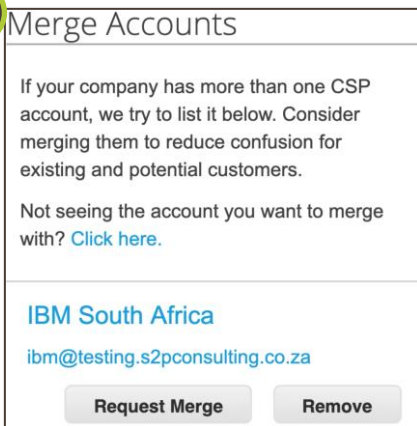 Merge Accounts
If your company has more than one CSP
account, we try to list it below. Consider
merging them to reduce confusion for
existing and potential customers.
Not seeing the account you want to merge
with? Click here.
IBM South Africa
ibm@testing.s2pconsulting.co.za
Request Merge Remove